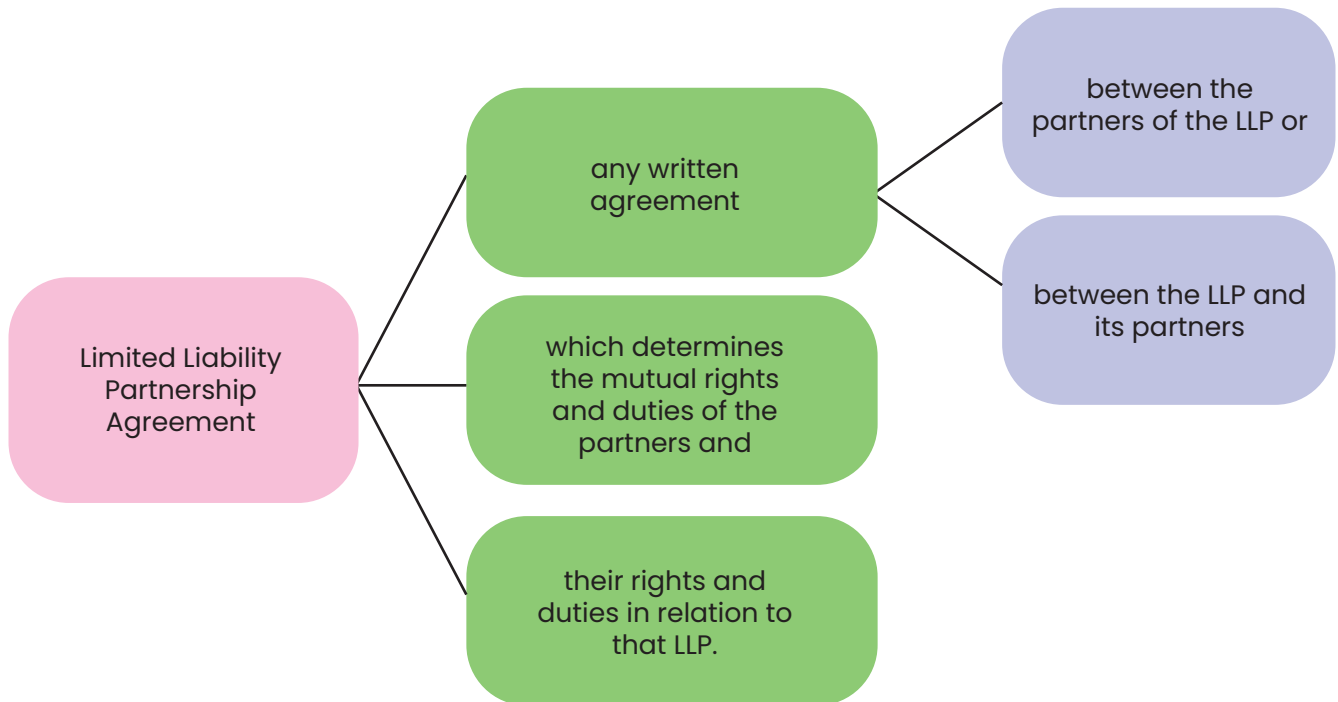 Limited Liability
Partnership
Agreement
any written
agreement
between the
partners of the LLP or
between the LLP and
its partners
which determines
the mutual rights
and duties of the
partners and
their rights and
duties in relation to
that LLP.